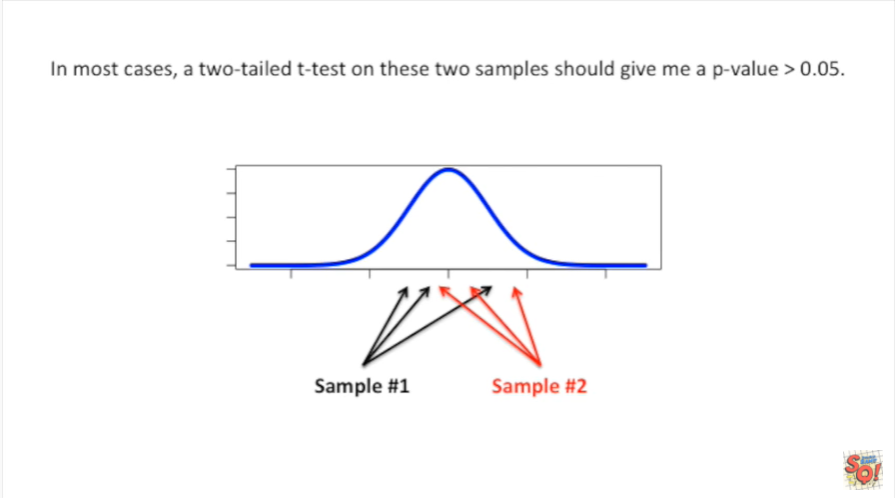 In most cases, a two-tailed t-test on these two samples should give me a p-value > 0.05.
Sample #1
Sample #2
SQ!